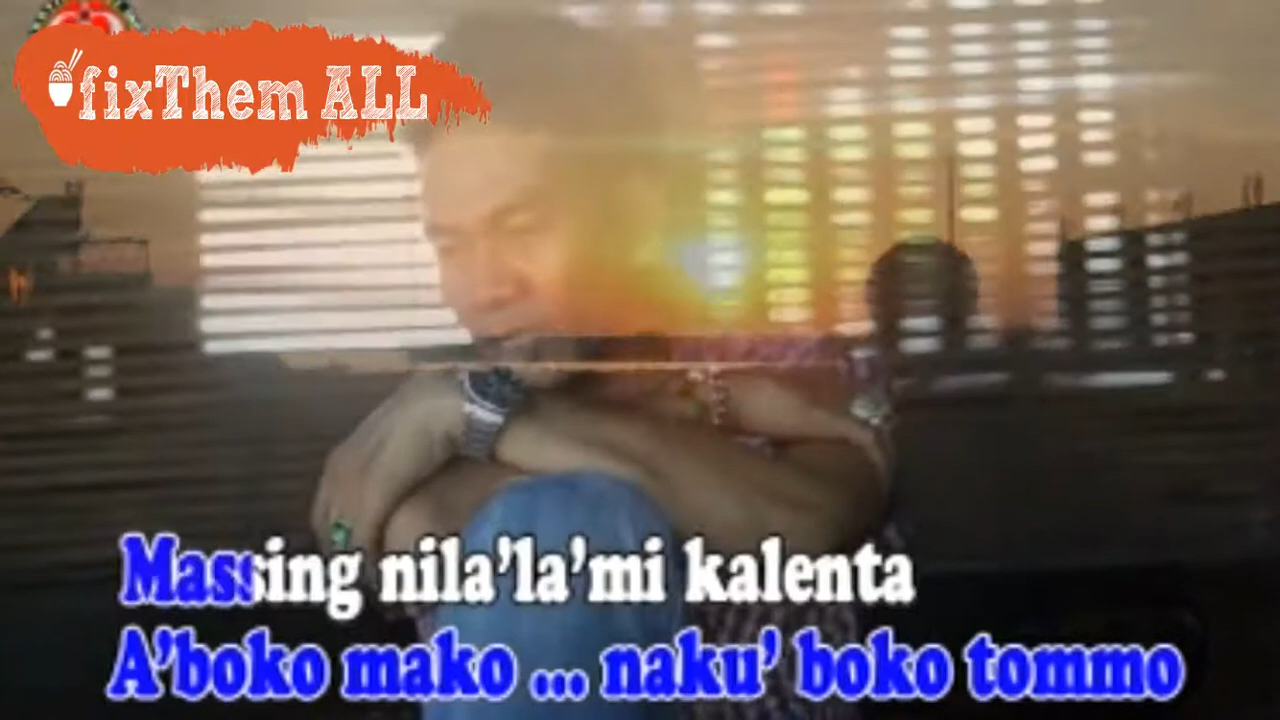 fixThem ALL
Massing nila'la'mi kalenta
A'boko mako ... naku' boko tommo